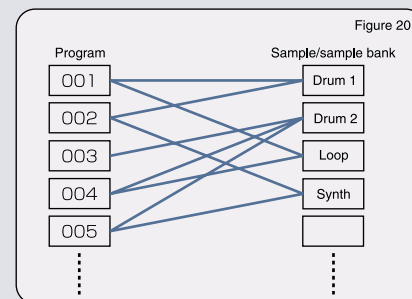 Figure 20
Program Sample/sample bank
001 Drum 1
002 Drum 2
003 Loop
004 Synth
005